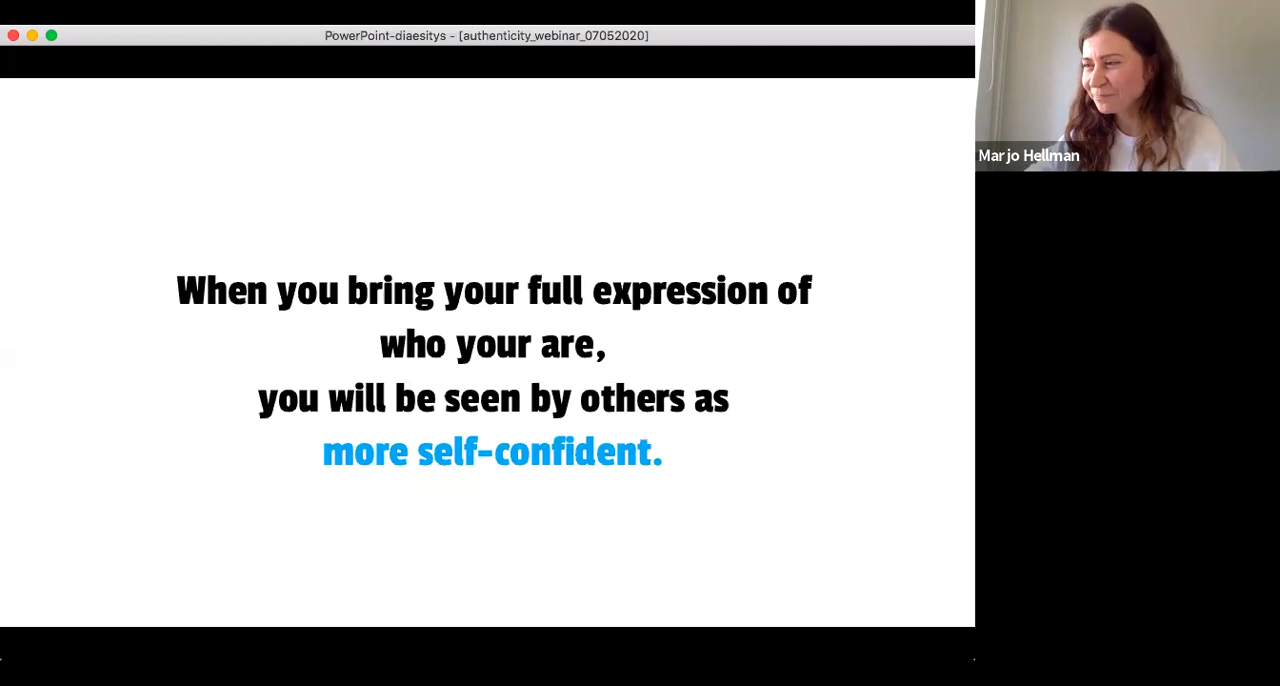 PowerPoint-diaesitys - [authenticity_webinar_07052020]
Marjo Hellman
When you bring your full expression of
who your are,
you will be seen by others as
more self-confident.